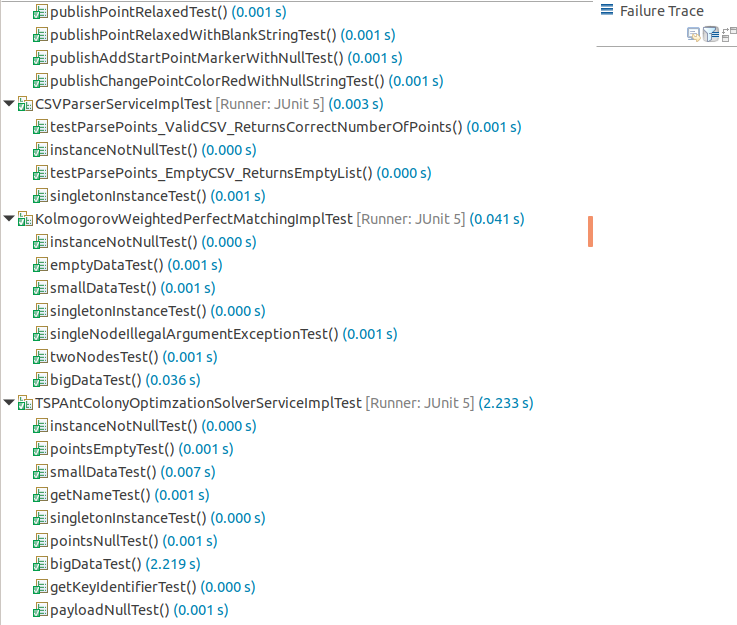 publishPointRelaxedTest() (0.001 s)
Failure Trace
publishPointRelaxedWithBlankStringTest() (0.001 s)
publishAddStartPointMarkerWithNullTest() (0.001 s)
publishChangePointColorRedWithNullStringTest() (0.001 s)
CSVParserServiceImplTest [Runner: JUnit 5] (0.003 s)
testParsePoints_ValidCSV_ReturnsCorrectNumberOfPoints() (0.001 s)
instanceNotNullTest() (0.000 s)
testParsePoints_EmptyCSV_ReturnsEmptyList() (0.000 s)
singletonInstanceTest() (0.001 s)
KolmogorovWeightedPerfectMatchingImplTest [Runner: JUnit 5] (0.041 s)
instanceNotNullTest() (0.000 s)
emptyDataTest() (0.001 s)
smallDataTest() (0.001 s)
singletonInstanceTest() (0.000 s)
singleNodeIllegalArgumentExceptionTest() (0.001 s)
twoNodesTest() (0.001 s)
bigDataTest() (0.036 s)
TSPAntColonyOptimzationSolverServiceImplTest [Runner: JUnit 5] (2.233 s)
instanceNotNullTest() (0.000 s)
pointsEmptyTest() (0.001 s)
smallDataTest() (0.007 s)
getNameTest() (0.001 s)
singletonInstanceTest() (0.000 s)
pointsNullTest() (0.001 s)
bigDataTest() (2.219 s)
getKeyIdentifierTest() (0.000 s)
payloadNullTest() (0.001 s)